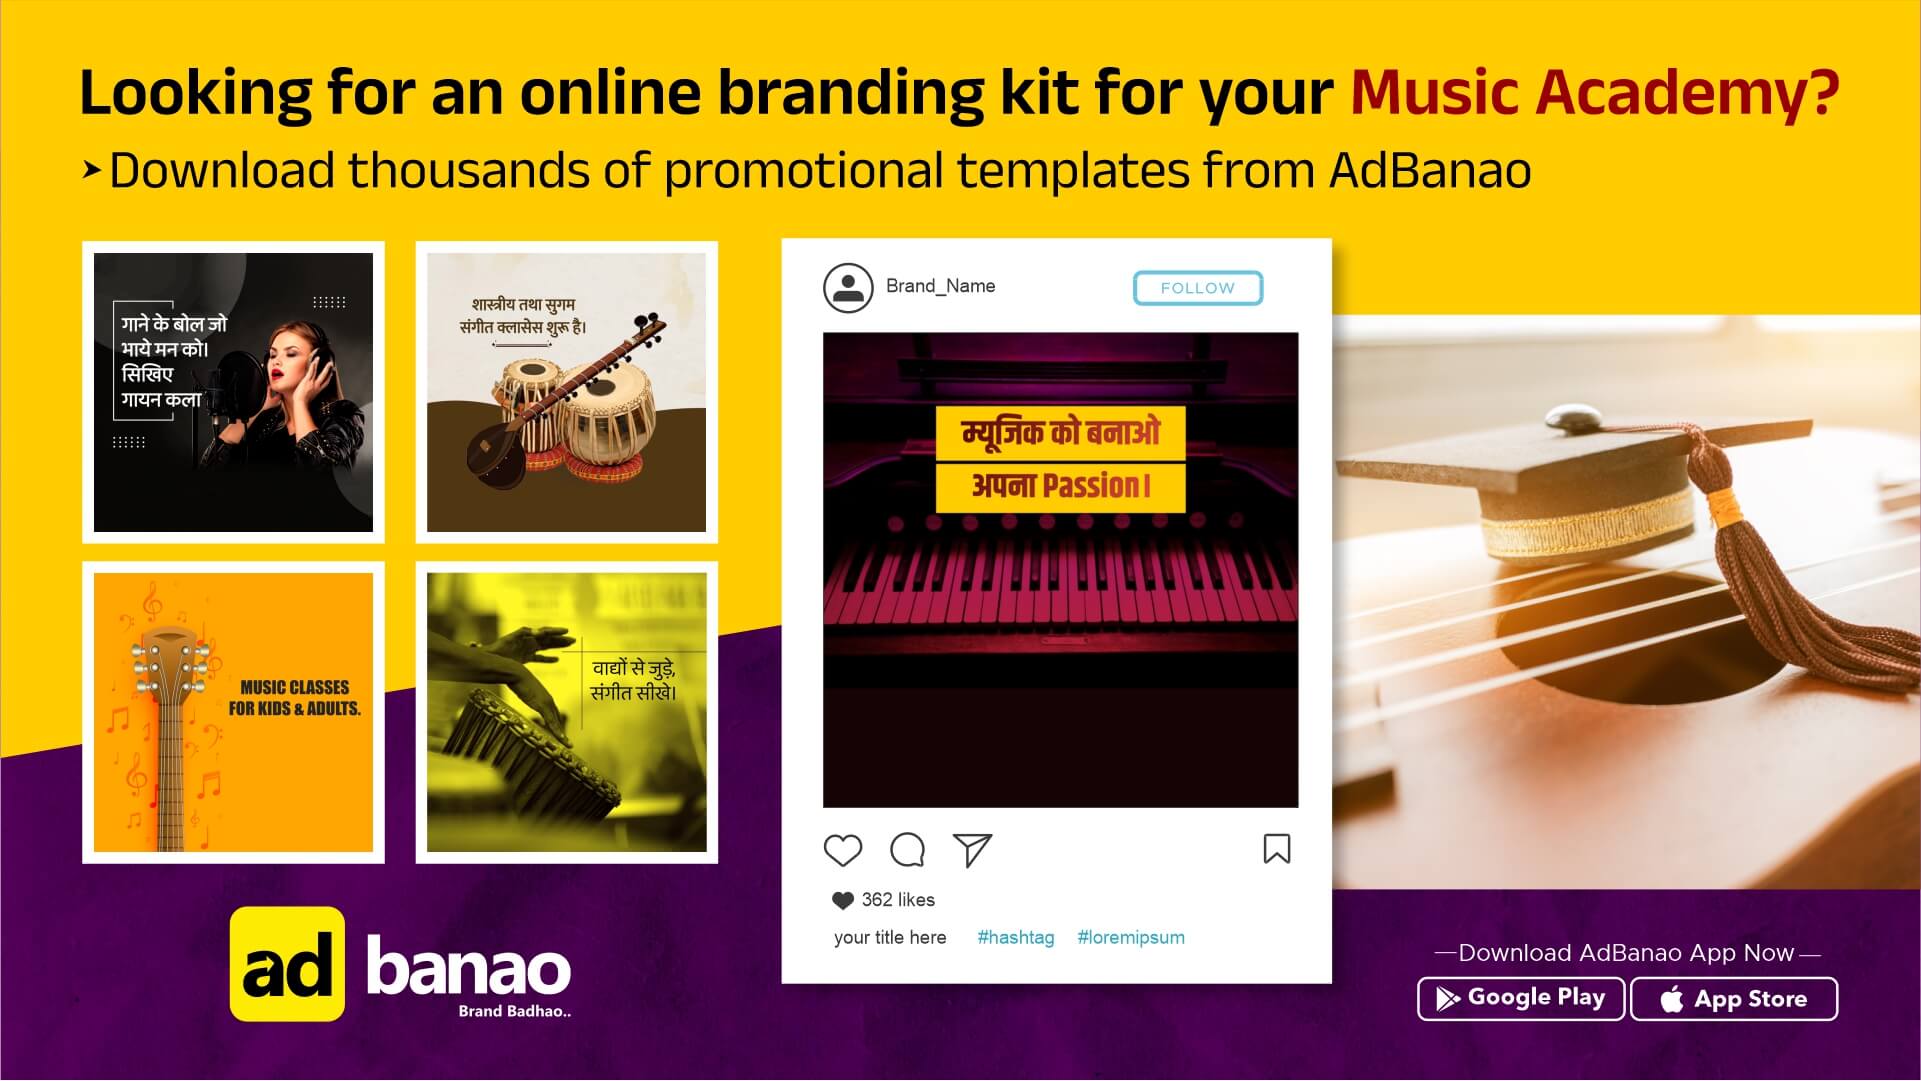 Looking for an online branding kit for your Music Academy?
➤ Download thousands of promotional templates from AdBanao
गाने के बोल जो
भाये मन को।
सिखिए
गायन कला
शास्त्रीय तथा सुगम
संगीत क्लासेस शुरू है।
MUSIC CLASSES
FOR KIDS & ADULTS.
वाद्यों से जुड़े,
संगीत सीखे।
Brand_Name
FOLLOW
म्यूजिक को बनाओ
अपना Passion।
362 likes
your title here #hashtag #loremipsum
ad banao
Brand Badhao..
Download AdBanao App Now
Google Play
App Store